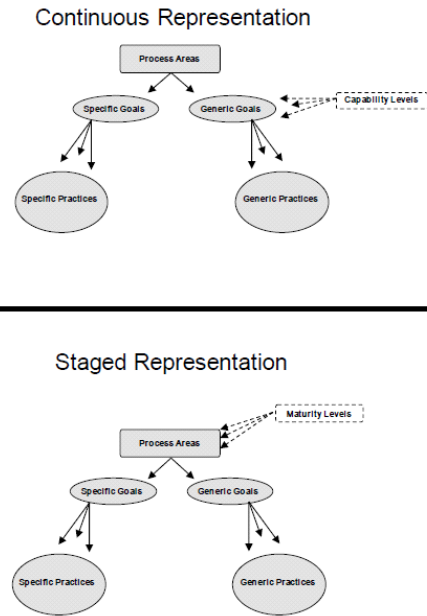 Continuous Representation
Process Areas
Specific Goals
Generic Goals
Capability Levels
Specific Practices
Generic Practices
Staged Representation
Maturity Levels
Process Areas
Specific Goals
Generic Goals
Specific Practices
Generic Practices